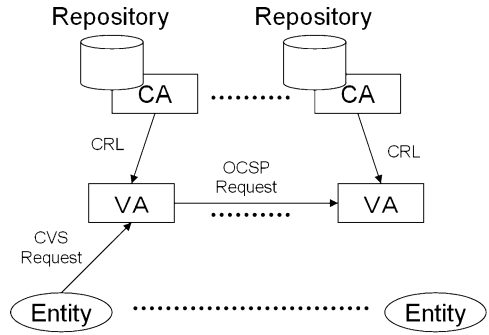 Repository
Repository
CA
CA
CRL
CRL
OCSP
Request
VA
VA
CVS
Request
Entity
Entity